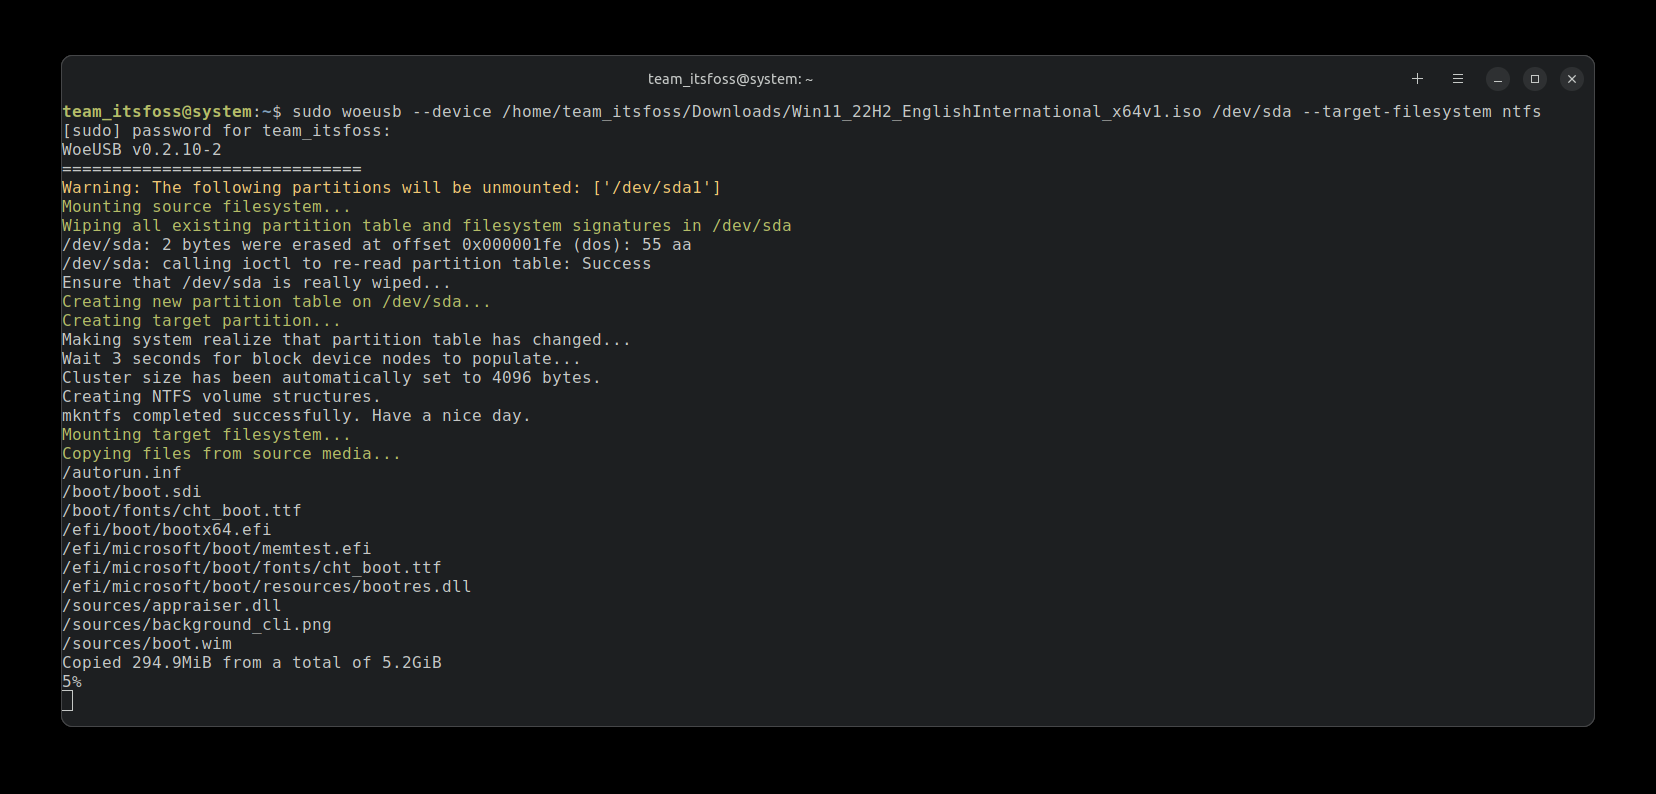 team_itsfoss@system: ~
team_itsfoss@system:~$ sudo woeusb --device /home/team_itsfoss/Downloads/Win11_22H2_EnglishInternational_x64v1.iso /dev/sda --target-filesystem ntfs
[sudo] password for team_itsfoss:
WoeUSB v0.2.10-2
==============================
Warning: The following partitions will be unmounted: ['/dev/sda1']
Mounting source filesystem...
Wiping all existing partition table and filesystem signatures in /dev/sda
/dev/sda: 2 bytes were erased at offset 0x000001fe (dos): 55 aa
/dev/sda: calling ioctl to re-read partition table: Success
Ensure that /dev/sda is really wiped...
Creating new partition table on /dev/sda...
Creating target partition...
Making system realize that partition table has changed...
Wait 3 seconds for block device nodes to populate...
Cluster size has been automatically set to 4096 bytes.
Creating NTFS volume structures.
mkntfs completed successfully. Have a nice day.
Mounting target filesystem...
Copying files from source media...
/autorun.inf
/boot/boot.sdi
/boot/fonts/cht_boot.ttf
/efi/boot/bootx64.efi
/efi/microsoft/boot/memtest.efi
/efi/microsoft/boot/fonts/cht_boot.ttf
/efi/microsoft/boot/resources/bootres.dll
/sources/appraiser.dll
/sources/background_cli.png
/sources/boot.wim
Copied 294.9MiB from a total of 5.2GiB
5%